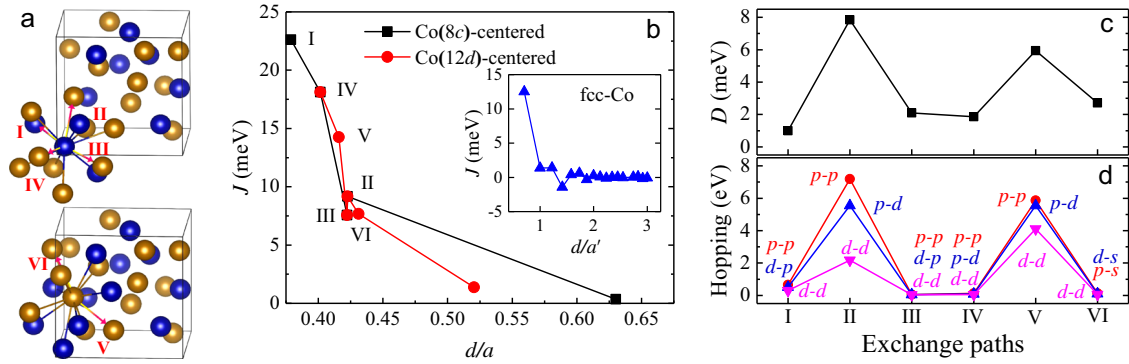 a
I
II
III
IV
VI
V
b
Co(8c)-centered
Co(12d)-centered
I
IV
V
II
III
VI
J (meV)
25
20
15
10
5
0
0.40
0.45
0.50
0.55
0.60
0.65
d/a
fcc-Co
J (meV)
15
10
5
0
-5
1
2
3
d/a'
c
D (meV)
8
6
4
2
0
d
Hopping (eV)
8
6
4
2
0
p-p
p-d
p-p
p-d
p-p
d-p
d-d
d-d
p-p
d-p
d-d
p-p
p-d
d-d
d-d
d-s
p-s
d-d
I II III IV V VI
Exchange paths